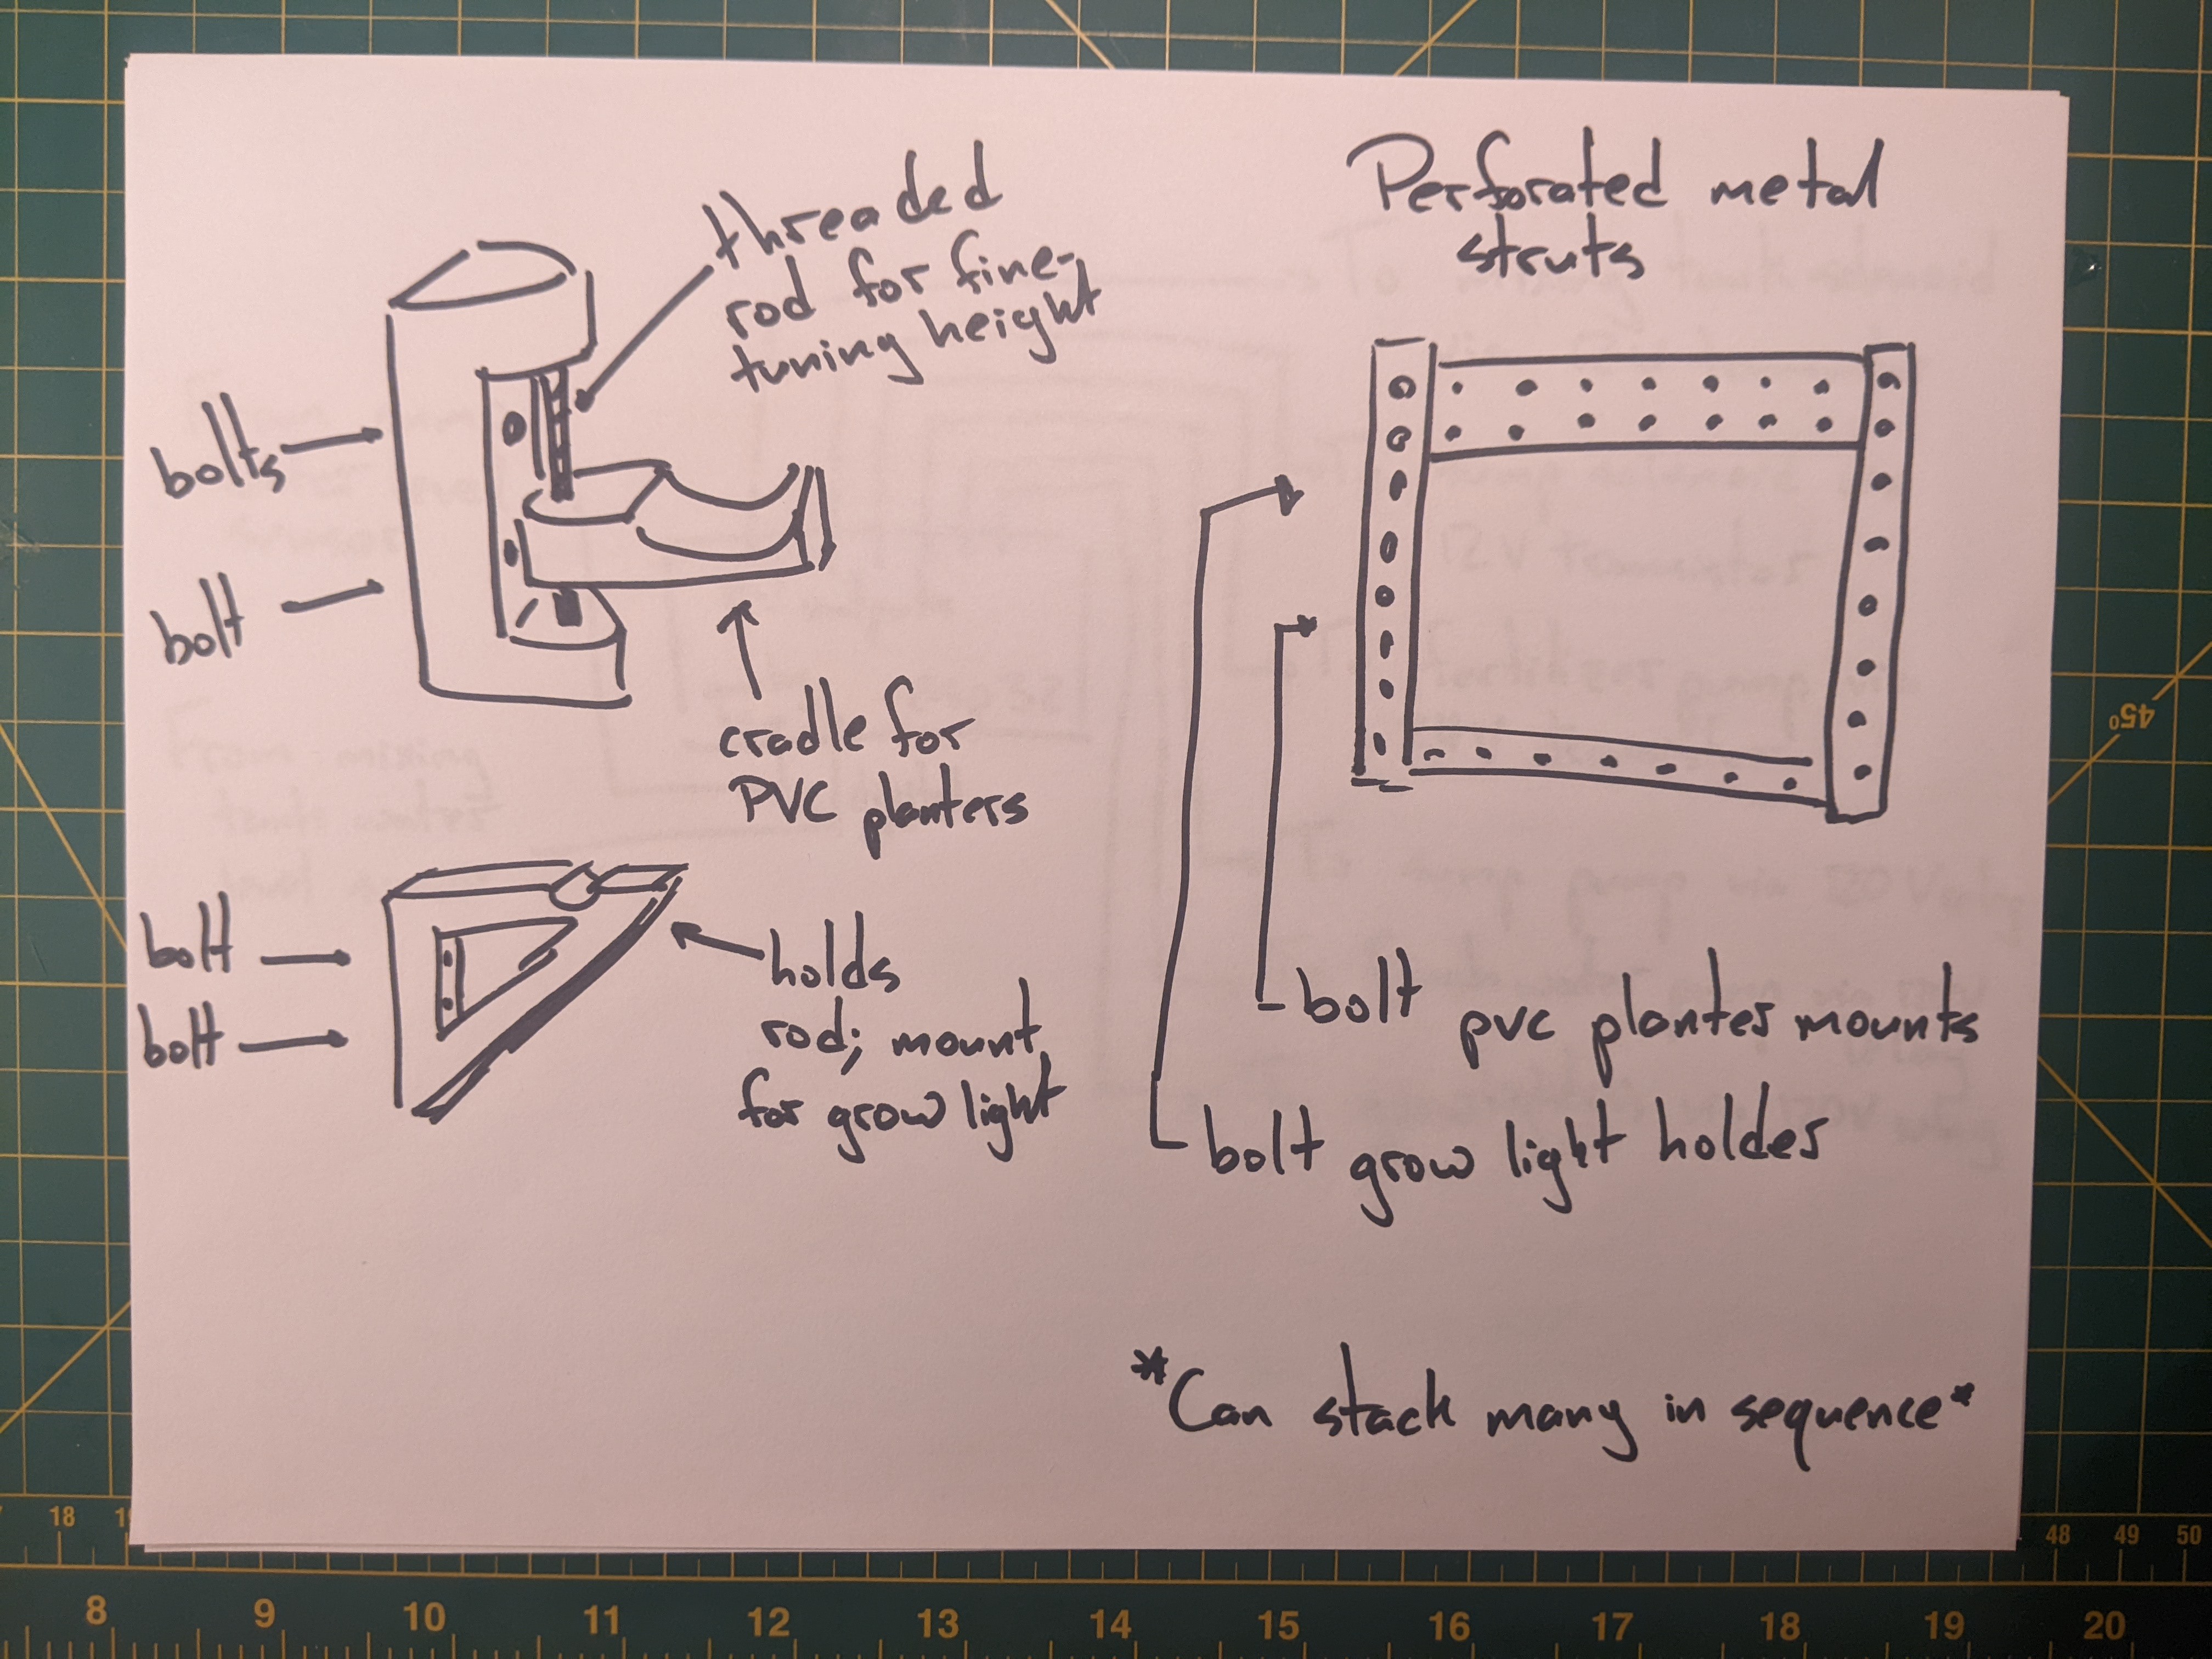 threaded
rod for fine-
tuning height
bolts
bolt
cradle for
PVC planters
bolt
bolt
holds
rod; mount
for grow light
Perforated metal
struts
bolt pvc planter mounts
bolt grow light holder
*Can stack many in sequence*
45°
18
48 49 50
8 9 10 11 12 13 14 15 16 17 18 19 20